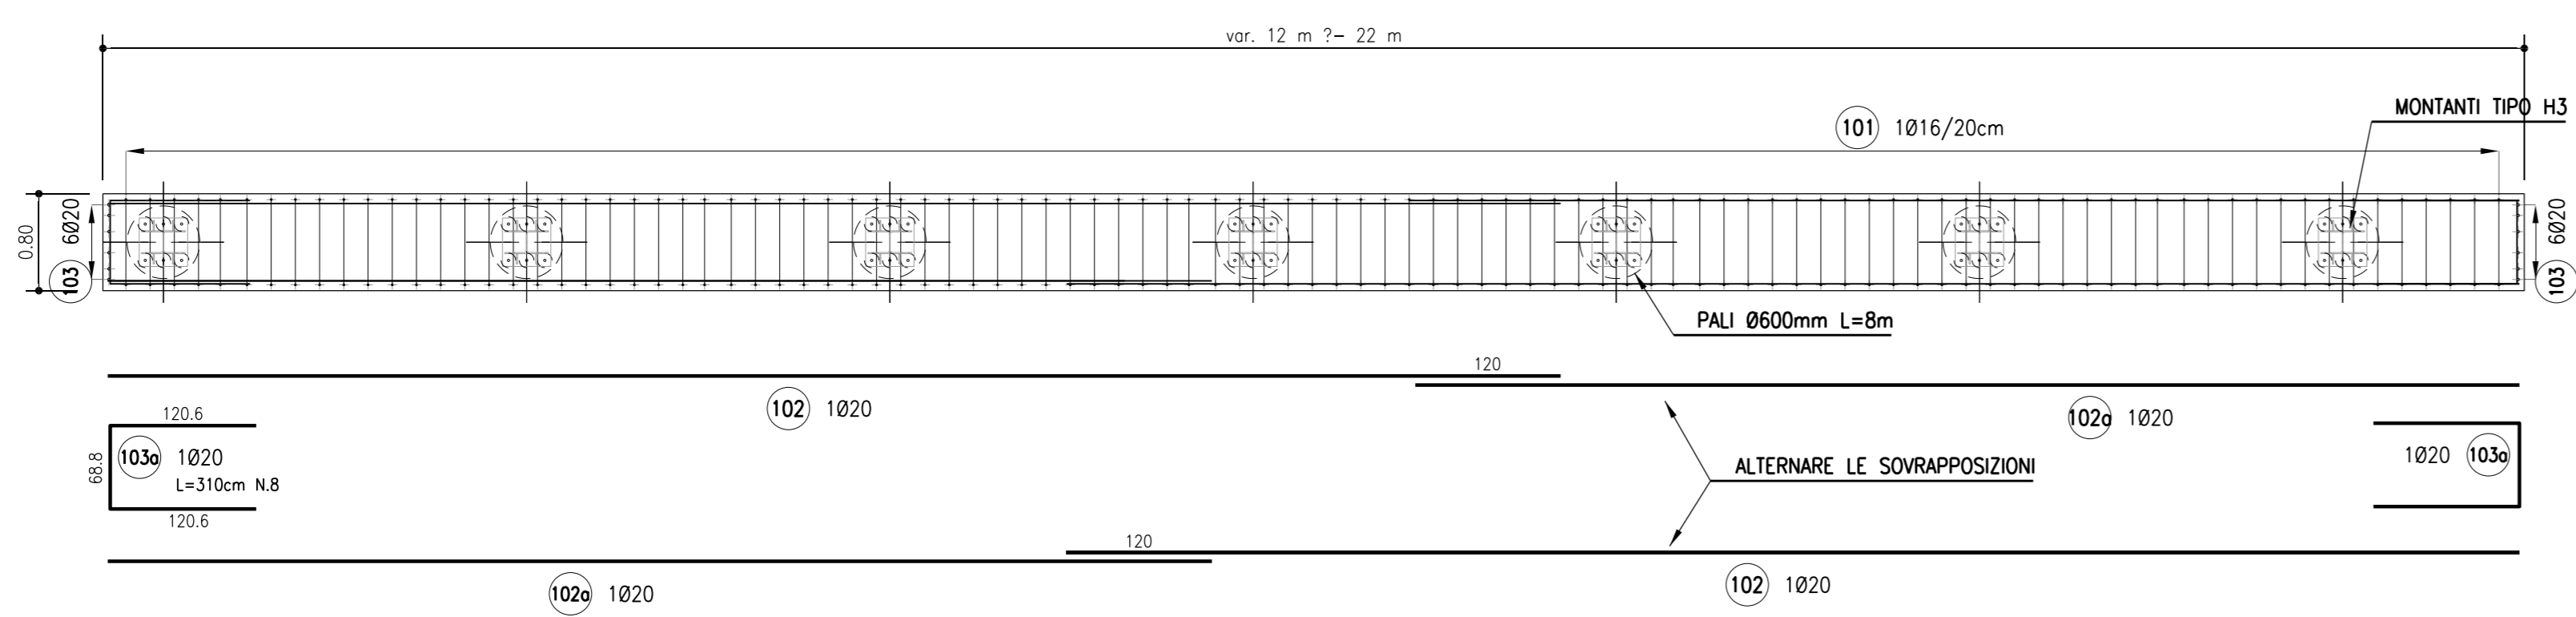 var. 12 m ?- 22 m
MONTANTI TIPO H3
101 1Ø16/20cm
0.80
6Ø20
103
6Ø20
103
PALI Ø600mm L=8m
120
102 1Ø20
102a 1Ø20
120.6
68.8
103a 1Ø20
L=310cm N.8
120.6
ALTERNARE LE SOVRAPPOSIZIONI
1Ø20 103a
120
102a 1Ø20
102 1Ø20